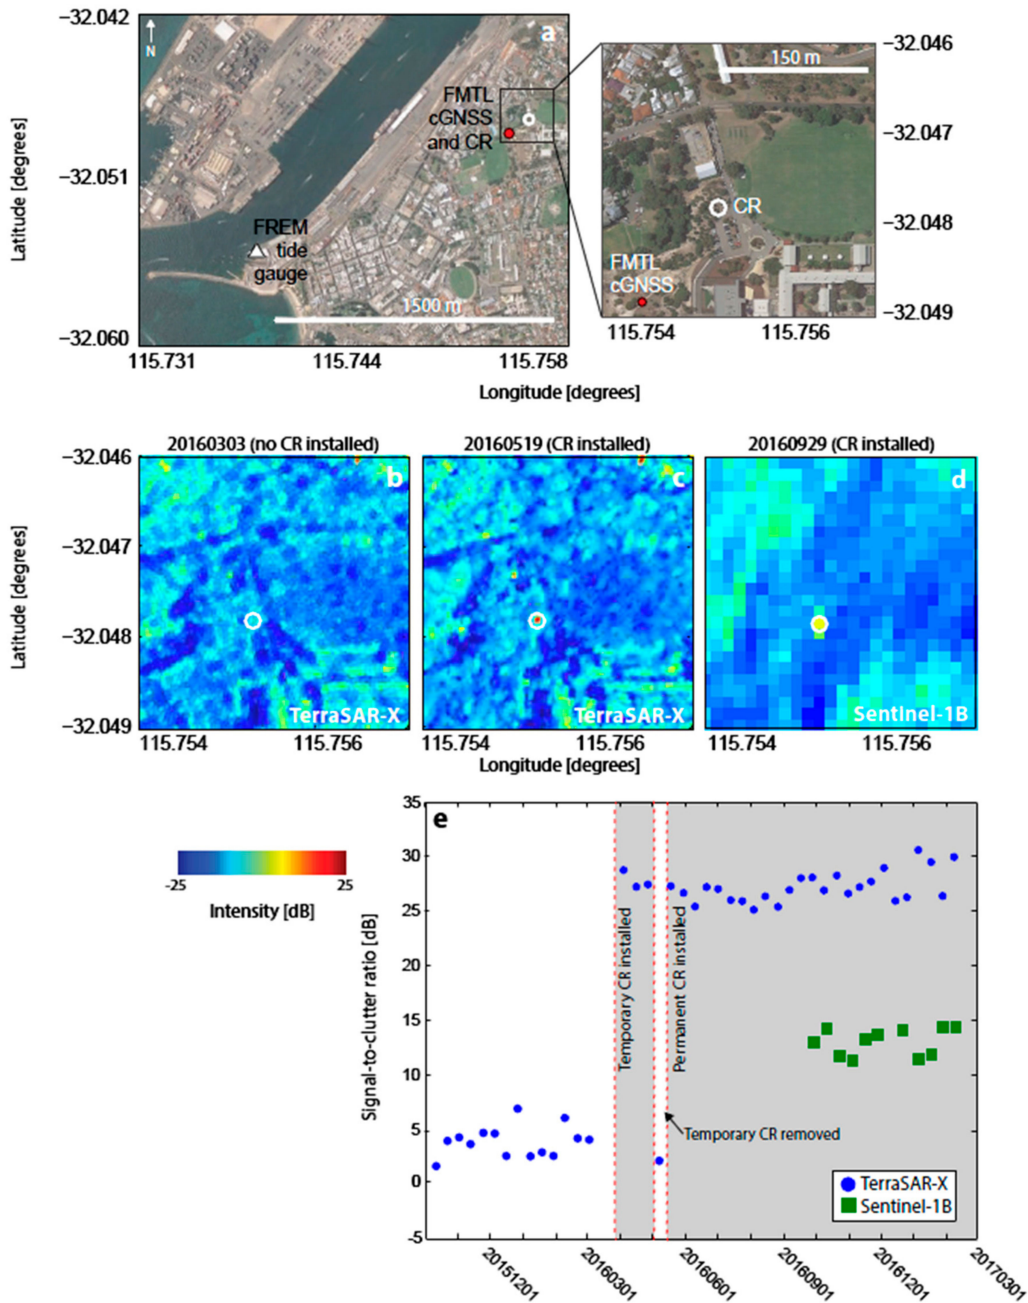 −32.042
N
a
−32.046
150 m
FMTL
cGNSS
and CR
−32.047
Latitude [degrees]
−32.051
CR
−32.048
FREM
tide
gauge
FMTL
cGNSS
1500 m
−32.049
−32.060
115.754
115.756
115.731
115.744
115.758
Longitude [degrees]
20160303 (no CR installed)
20160519 (CR installed)
20160929 (CR installed)
−32.046
b
c
d
−32.047
Latitude [degrees]
−32.048
−32.049
TerraSAR-X
TerraSAR-X
Sentinel-1B
115.754
115.756
115.754
115.756
115.754
115.756
Longitude [degrees]
35
e
30
25
20
15
10
5
0
-5
-25
25
Intensity [dB]
Signal-to-clutter ratio [dB]
Temporary CR installed
Permanent CR installed
Temporary CR removed
TerraSAR-X
Sentinel-1B
20151201
20160301
20160601
20160901
20161201
20170301